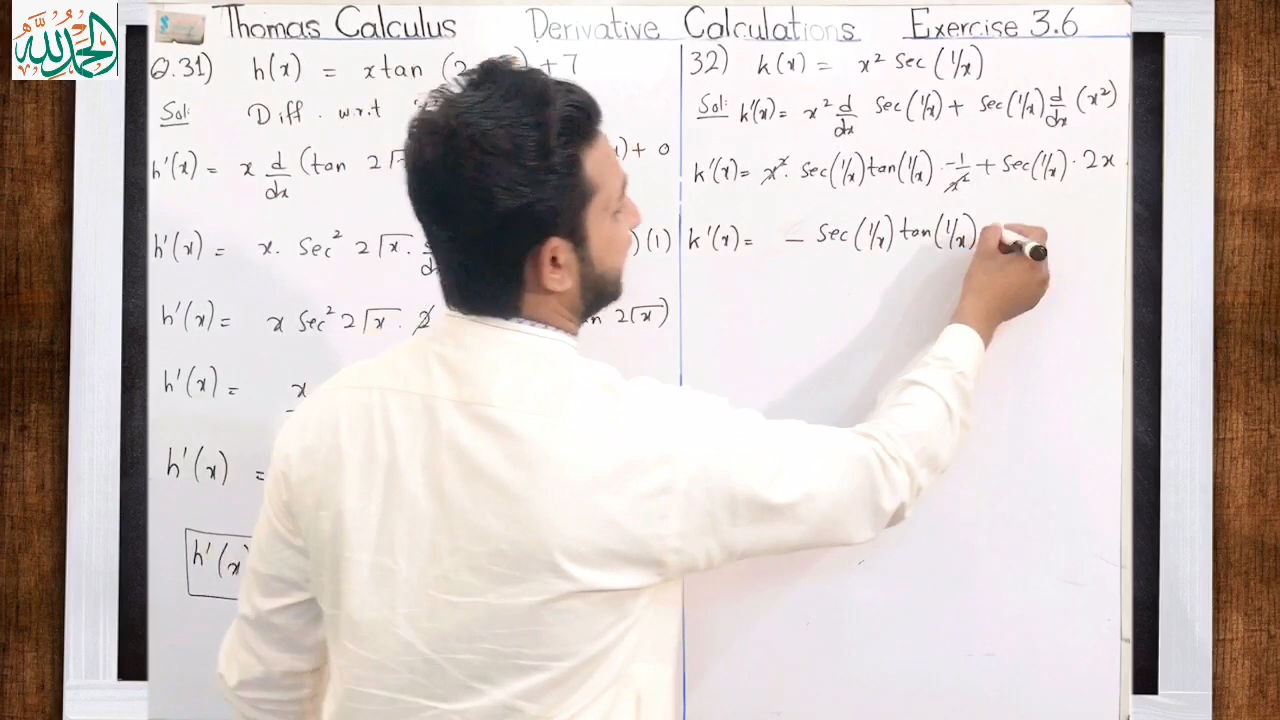 الحمد لله
Thomas Calculus Derivative Calculations Exercise 3.6
Q.31) h(x) = x tan (2 ) + 7
Sol: Diff. w.r.t
h'(x) = x d/dx (tan 2√ ) + 0
h'(x) = x. Sec² 2√x . ) (1)
h'(x) = x Sec² 2√x . 2 2√x)
h'(x) = x
h'(x) =
h'(x)
32) k(x) = x² Sec (1/x)
Sol: k'(x) = x² d/dx Sec(1/x) + Sec(1/x) d/dx (x²)
k'(x) = x². Sec(1/x) tan(1/x) . -1/x² + Sec(1/x) . 2x
k'(x) = - Sec(1/x) tan(1/x)